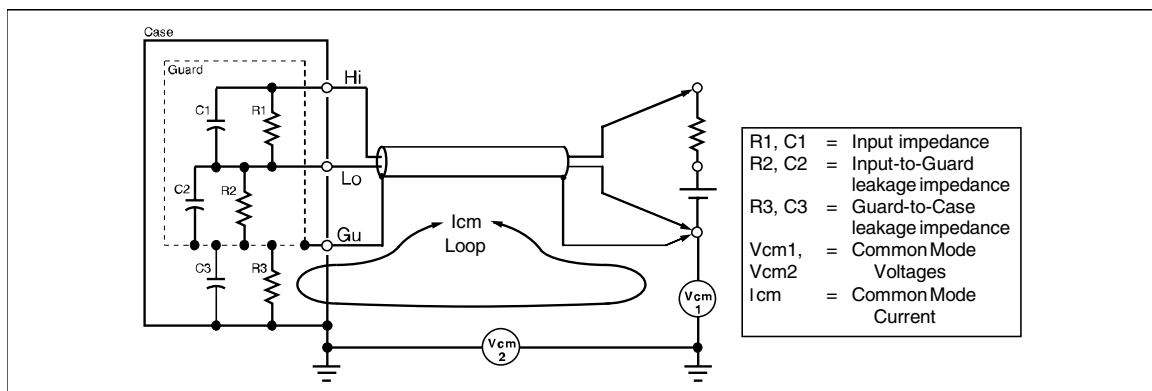 Case
Guard
Hi
C1
R1
Lo
C2
R2
Gu
C3
R3
Icm
Loop
Vcm
1
Vcm
2
R1, C1 = Input impedance
R2, C2 = Input-to-Guard
leakage impedance
R3, C3 = Guard-to-Case
leakage impedance
Vcm1, = Common Mode
Vcm2 Voltages
Icm = Common Mode
Current